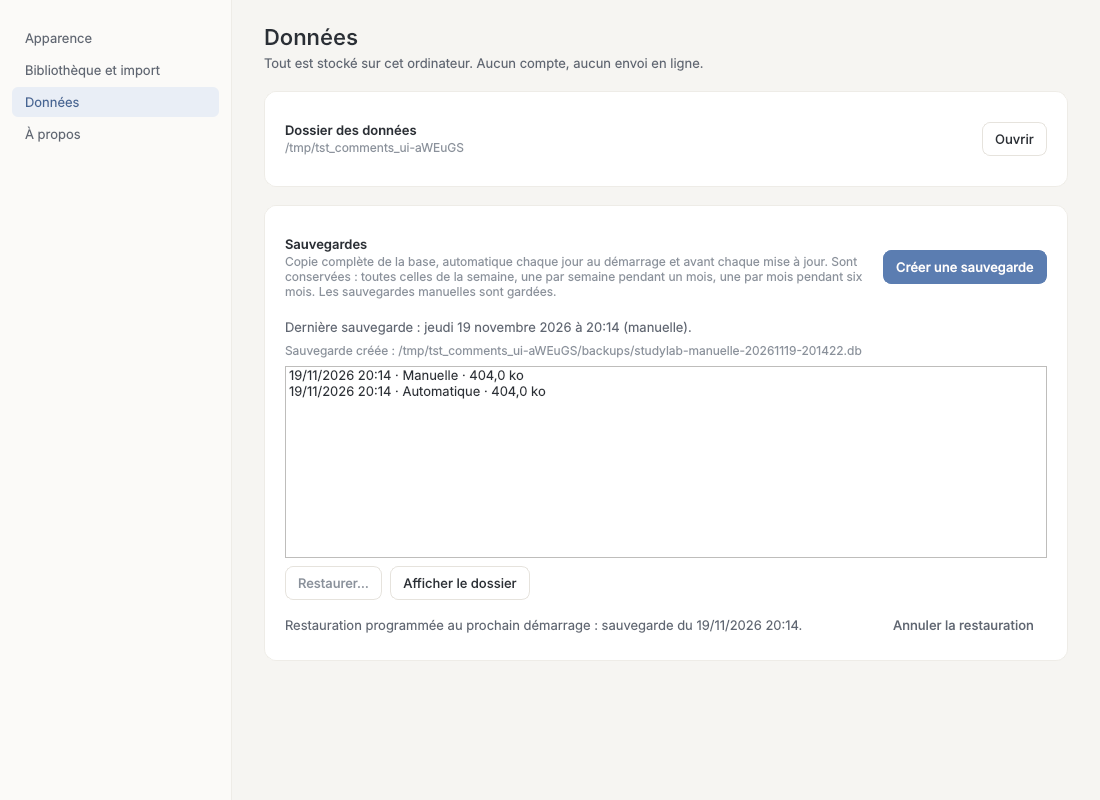 Apparence
Bibliothèque et import
Données
À propos
Données
Tout est stocké sur cet ordinateur. Aucun compte, aucun envoi en ligne.
Dossier des données
/tmp/tst_comments_ui-aWEuGS
Ouvrir
Sauvegardes
Copie complète de la base, automatique chaque jour au démarrage et avant chaque mise à jour. Sont
conservées : toutes celles de la semaine, une par semaine pendant un mois, une par mois pendant six
mois. Les sauvegardes manuelles sont gardées.
Créer une sauvegarde
Dernière sauvegarde : jeudi 19 novembre 2026 à 20:14 (manuelle).
Sauvegarde créée : /tmp/tst_comments_ui-aWEuGS/backups/studylab-manuelle-20261119-201422.db
19/11/2026 20:14 · Manuelle · 404,0 ko
19/11/2026 20:14 · Automatique · 404,0 ko
Restaurer…
Afficher le dossier
Restauration programmée au prochain démarrage : sauvegarde du 19/11/2026 20:14.
Annuler la restauration